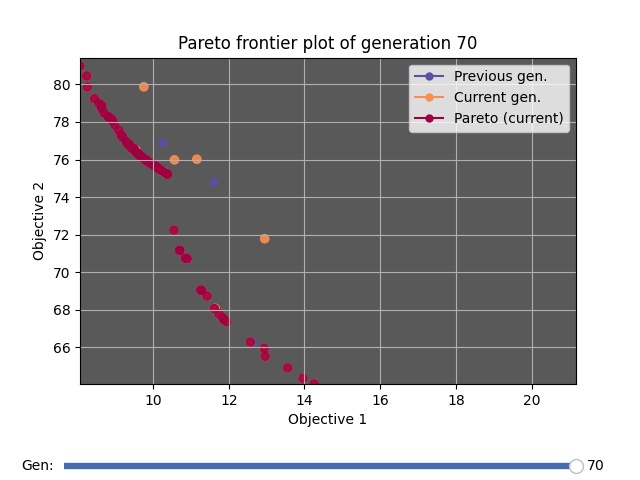 Pareto frontier plot of generation 70
Previous gen.
Current gen.
Pareto (current)
80
78
76
74
72
70
68
66
Objective 2
10
12
14
16
18
20
Objective 1
Gen:
70